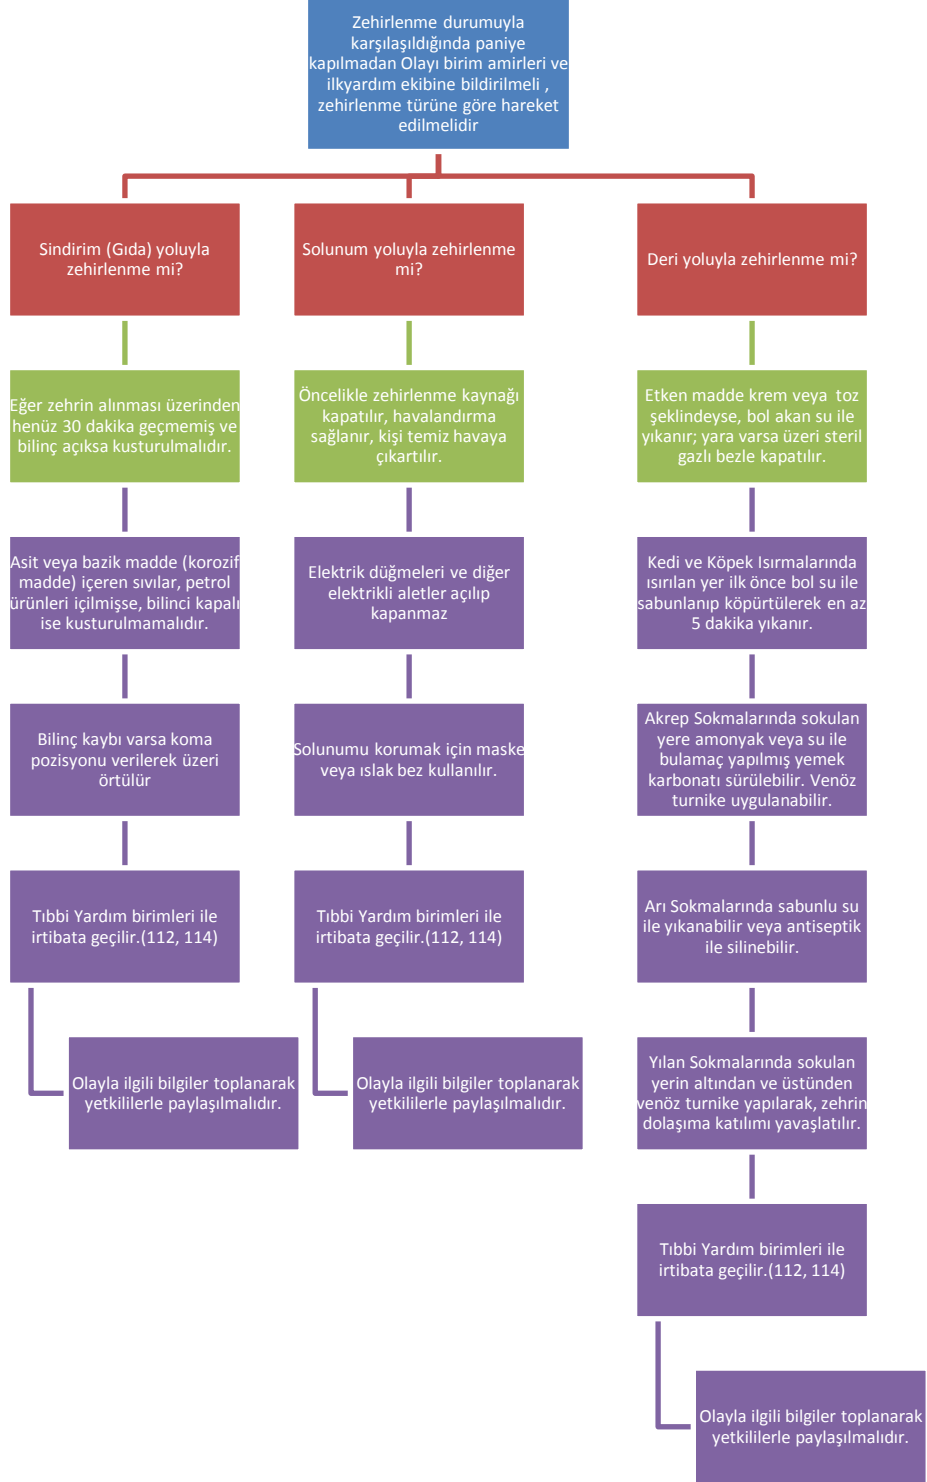 Zehirlenme durumuyla
karşılaşıldığında paniye
kapılmadan Olayı birim amirleri ve
ilkyardım ekibine bildirilmeli ,
zehirlenme türüne göre hareket
edilmelidir
Sindirim (Gıda) yoluyla
zehirlenme mi?
Eğer zehrin alınması üzerinden
henüz 30 dakika geçmemiş ve
bilinç açıksa kusturulmalıdır.
Asit veya bazik madde (korozif
madde) içeren sıvılar, petrol
ürünleri içilmişse, bilinci kapalı
ise kusturulmamalıdır.
Bilinç kaybı varsa koma
pozisyonu verilerek üzeri
örtülür
Tıbbi Yardım birimleri ile
irtibata geçilir.(112, 114)
Olayla ilgili bilgiler toplanarak
yetkililerle paylaşılmalıdır.
Solunum yoluyla zehirlenme
mi?
Öncelikle zehirlenme kaynağı
kapatılır, havalandırma
sağlanır, kişi temiz havaya
çıkartılır.
Elektrik düğmeleri ve diğer
elektrikli aletler açılıp
kapanmaz
Solunumu korumak için maske
veya ıslak bez kullanılır.
Tıbbi Yardım birimleri ile
irtibata geçilir.(112, 114)
Olayla ilgili bilgiler toplanarak
yetkililerle paylaşılmalıdır.
Deri yoluyla zehirlenme mi?
Etken madde krem veya toz
şeklindeyse, bol akan su ile
yıkanır; yara varsa üzeri steril
gazlı bezle kapatılır.
Kedi ve Köpek Isırmalarında
ısırılan yer ilk önce bol su ile
sabunlanıp köpürtülerek en az
5 dakika yıkanır.
Akrep Sokmalarında sokulan
yere amonyak veya su ile
bulamaç yapılmış yemek
karbonatı sürülebilir. Venöz
turnike uygulanabilir.
Arı Sokmalarında sabunlu su
ile yıkanabilir veya antiseptik
ile silinebilir.
Yılan Sokmalarında sokulan
yerin altından ve üstünden
venöz turnike yapılarak, zehrin
dolaşıma katılımı yavaşlatılır.
Tıbbi Yardım birimleri ile
irtibata geçilir.(112, 114)
Olayla ilgili bilgiler toplanarak
yetkililerle paylaşılmalıdır.